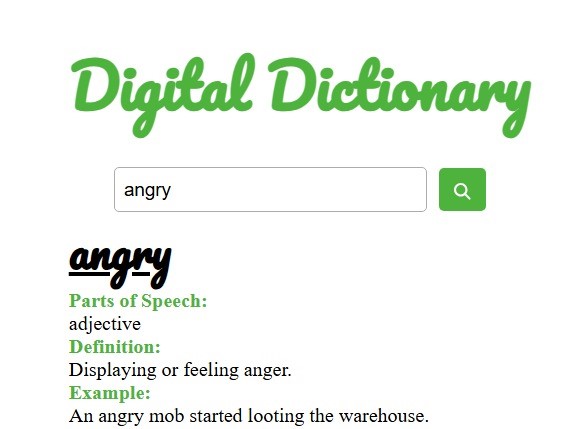 Digital Dictionary
angry
angry
Parts of Speech:
adjective
Definition:
Displaying or feeling anger.
Example:
An angry mob started looting the warehouse.